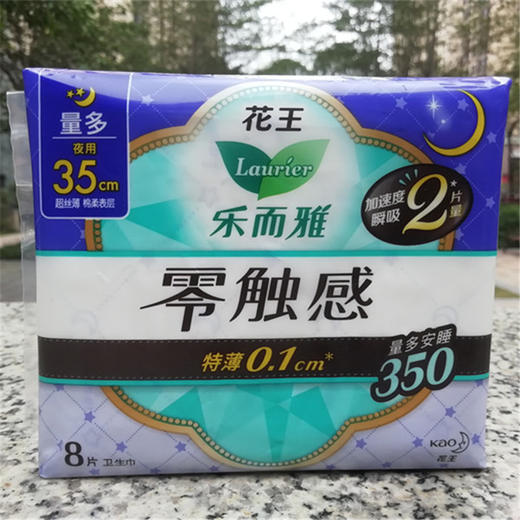 量多
夜用
35cm
超丝薄 棉柔表层
花王
Laurier
乐而雅
加速度
瞬吸
2*片量
零触感
特薄0.1cm*
量多安睡
350
8片 卫生巾
Kao
花王